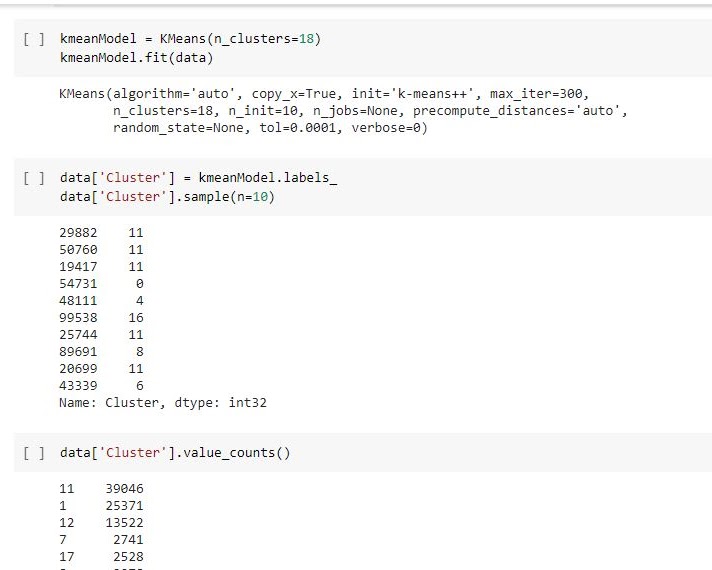 [ ] kmeanModel = KMeans(n_clusters=18)
kmeanModel.fit(data)
KMeans(algorithm='auto', copy_x=True, init='k-means++', max_iter=300,
n_clusters=18, n_init=10, n_jobs=None, precompute_distances='auto',
random_state=None, tol=0.0001, verbose=0)
[ ] data['Cluster'] = kmeanModel.labels_
data['Cluster'].sample(n=10)
29882 11
50760 11
19417 11
54731 0
48111 4
99538 16
25744 11
89691 8
20699 11
43339 6
Name: Cluster, dtype: int32
[ ] data['Cluster'].value_counts()
11 39046
1 25371
12 13522
7 2741
17 2528